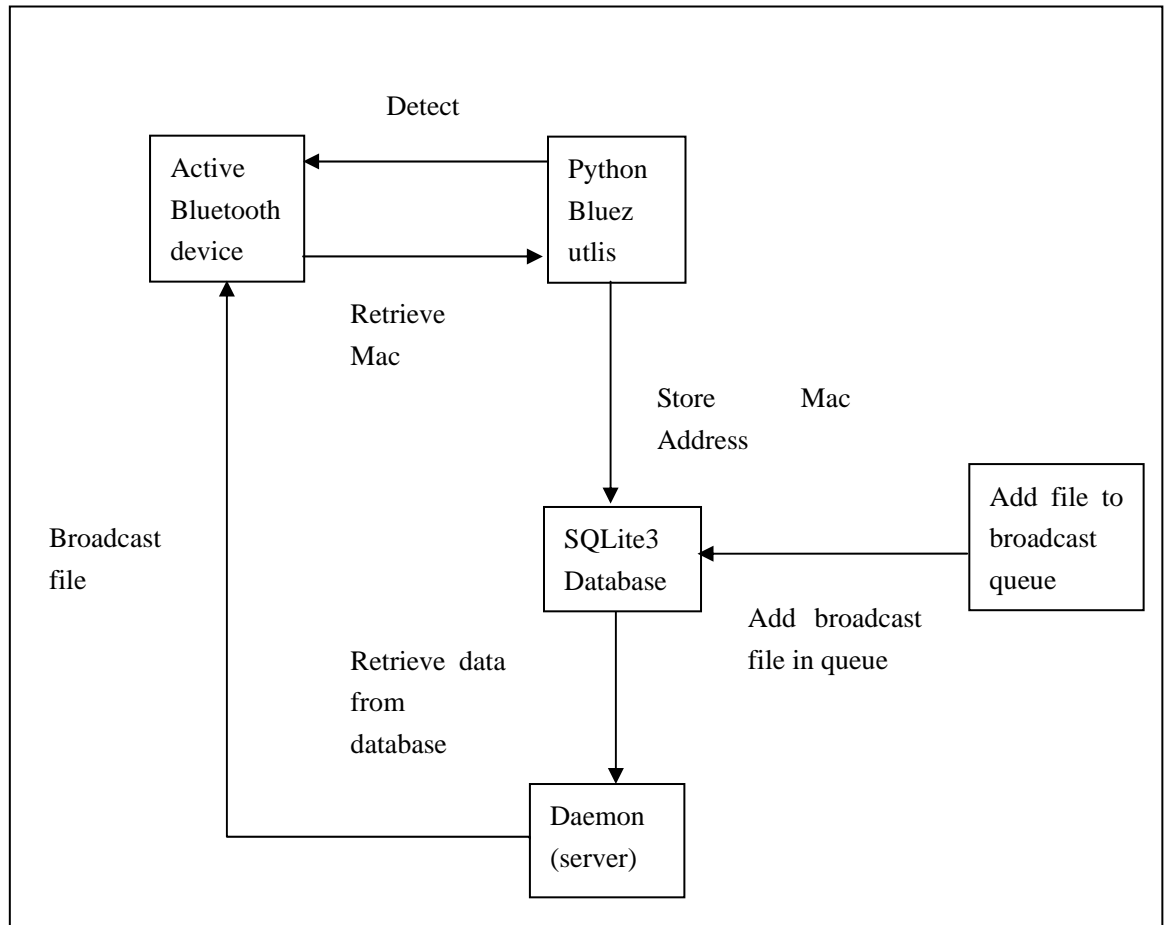 Detect
Active
Bluetooth
device
Python
Bluez
utlis
Retrieve
Mac
Store Mac
Address
SQLite3
Database
Add file to
broadcast
queue
Broadcast
file
Add broadcast
file in queue
Retrieve data
from
database
Daemon
(server)